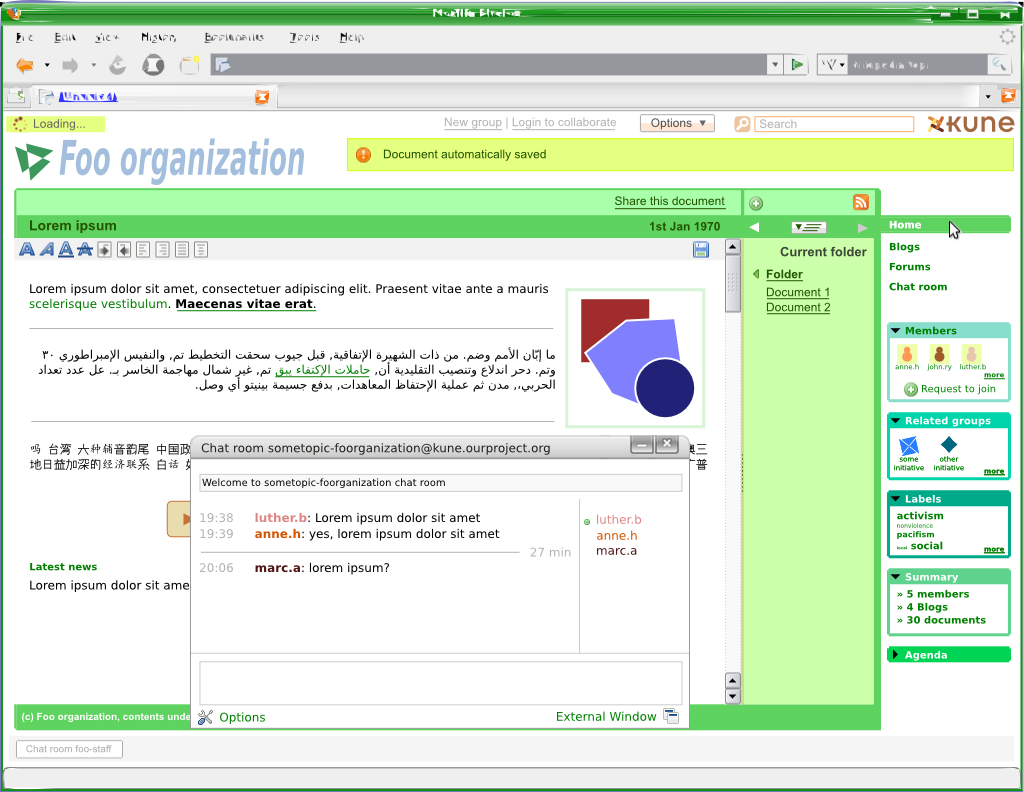 Mozilla Firefox
File Edit View History Bookmarks Tools Help
Loading...
New group | Login to collaborate
Options
Search
kune
Foo organization
Document automatically saved
Share this document
Lorem ipsum
1st Jan 1970
Home
Blogs
Forums
Chat room
Current folder
Folder
Document 1
Document 2
Lorem ipsum dolor sit amet, consectetuer adipiscing elit. Praesent vitae ante a mauris
scelerisque vestibulum. Maecenas vitae erat.
ما إبّان الأمم وضم. من ذات الشهيرة الإتفاقية, قبل جيوب سحقت التخطيط تم, والنفيس الإمبراطوري ٣٠
وتم. دحر اندلاع وتنصيب التقليدية أن, حاملات الإكتفاء يبق تم, غير شمال مهاجمة الخاسر بـ. عل عدد تعداد
الحربي،, مدن ثم عملية الإحتفاظ المعاهدات, بدفع جسيمة بينيتو أي وصل.
吗 台湾 六种销音韵尾 中国政
澳三
地日益加深的经济联系 白话
广普
Latest news
Lorem ipsum dolor sit ame
(c) Foo organization, contents unde
Chat room sometopic-foorganization@kune.ourproject.org
Welcome to sometopic-foorganization chat room
19:38 luther.b: Lorem ipsum dolor sit amet
19:39 anne.h: yes, lorem ipsum dolor sit amet
27 min
20:06 marc.a: lorem ipsum?
luther.b
anne.h
marc.a
Options
External Window
Members
anne.h john.ry luther.b
more
Request to join
Related groups
some initiative
other initiative
more
Labels
activism
nonviolence
pacifism
local social
more
Summary
» 5 members
» 4 Blogs
» 30 documents
Agenda
Chat room foo-staff